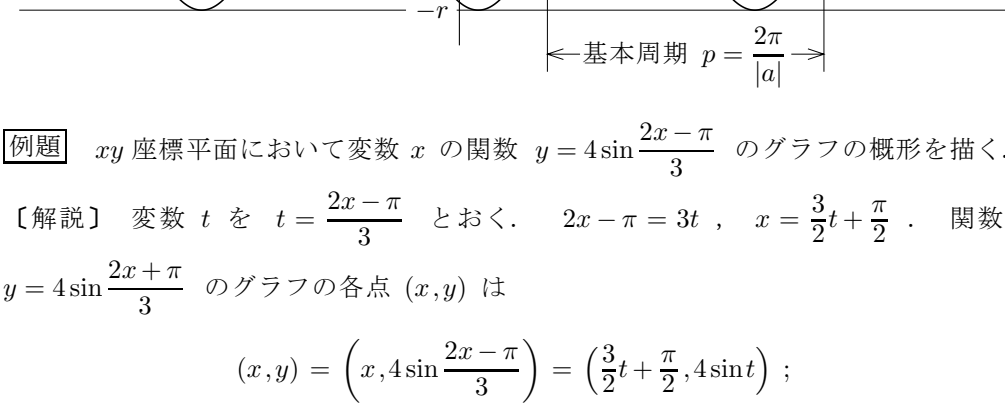 −r
基本周期 p = 2π/|a|
例題 xy 座標平面において変数 x の関数 y = 4 sin (2x − π)/3 のグラフの概形を描く.
〔解説〕 変数 t を t = (2x − π)/3 とおく. 2x − π = 3t , x = 3/2 t + π/2 . 関数
y = 4 sin (2x + π)/3 のグラフの各点 (x , y) は
(x , y) = (x , 4 sin (2x − π)/3) = (3/2 t + π/2 , 4 sin t) ;